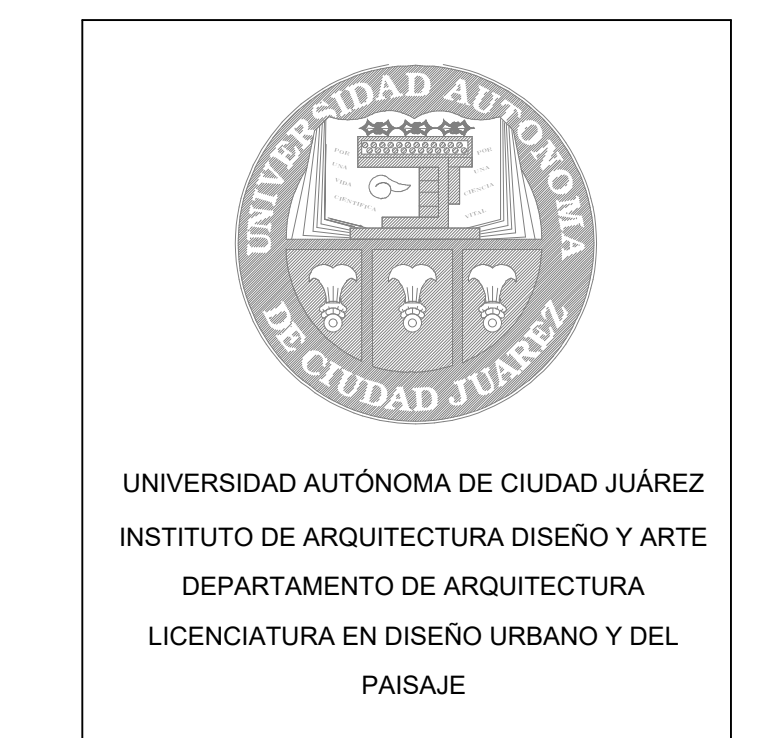 UNIVERSIDAD AUTONOMA
DE CIUDAD JUAREZ
POR
UNA
VIDA
CIENTIFICA
POR
UNA
CIENCIA
VITAL
UNIVERSIDAD AUTÓNOMA DE CIUDAD JUÁREZ
INSTITUTO DE ARQUITECTURA DISEÑO Y ARTE
DEPARTAMENTO DE ARQUITECTURA
LICENCIATURA EN DISEÑO URBANO Y DEL
PAISAJE